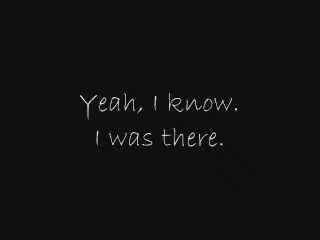 Yeah, I know.
I was there.